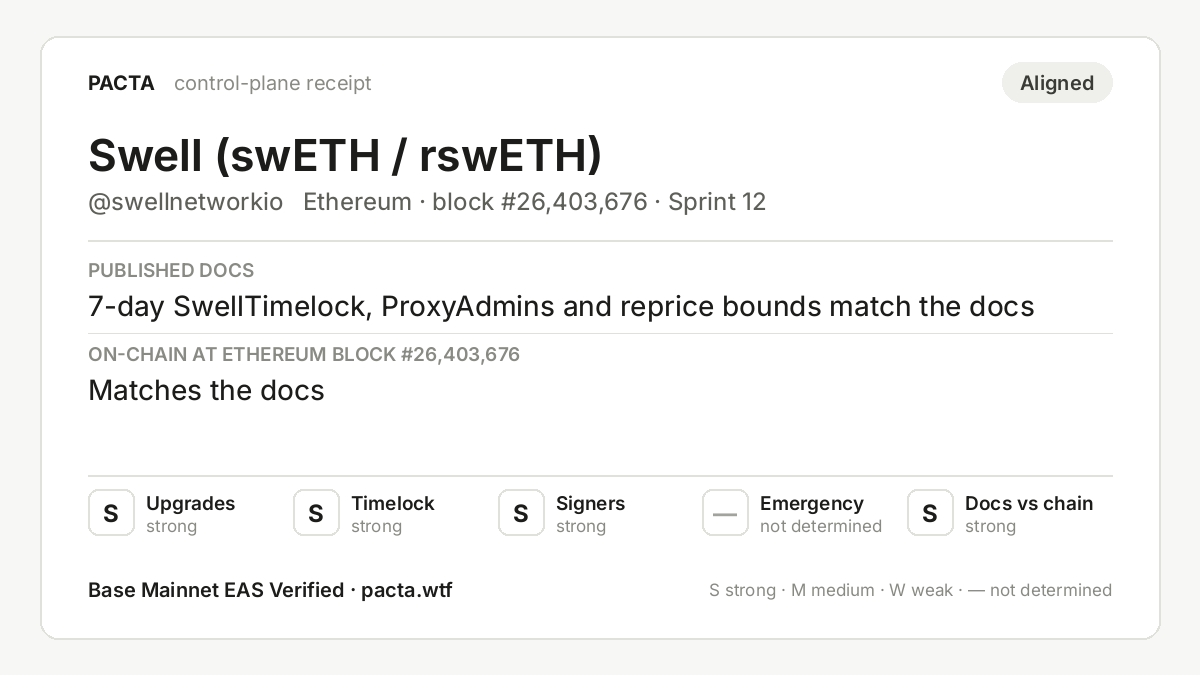 PACTA control-plane receipt Aligned
Swell (swETH / rswETH)
@swellnetworkio Ethereum · block #26,403,676 · Sprint 12
PUBLISHED DOCS
7-day SwellTimelock, ProxyAdmins and reprice bounds match the docs
ON-CHAIN AT ETHEREUM BLOCK #26,403,676
Matches the docs
S Upgrades strong
S Timelock strong
S Signers strong
— Emergency not determined
S Docs vs chain strong
Base Mainnet EAS Verified · pacta.wtf
S strong · M medium · W weak · — not determined